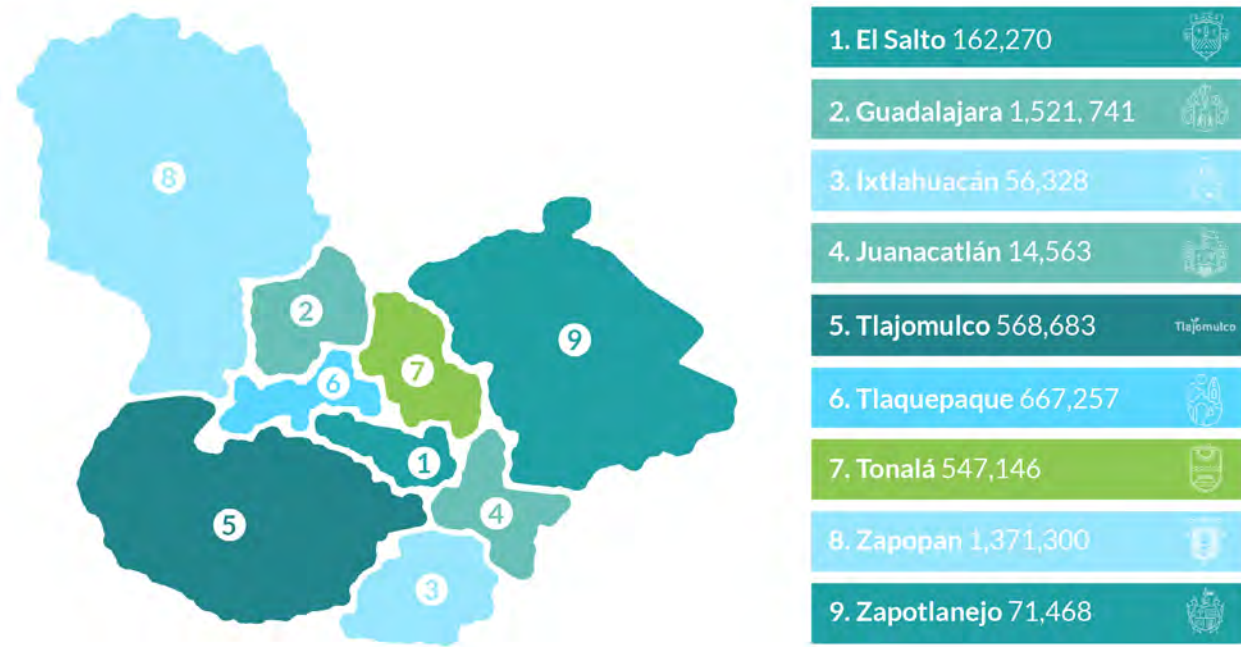 8
2
7
9
6
1
5
4
3
1. El Salto 162,270
2. Guadalajara 1,521, 741
3. Ixtlahuacán 56,328
4. Juanacatlán 14,563
5. Tlajomulco 568,683
Tlajomulco
6. Tlaquepaque 667,257
7. Tonalá 547,146
8. Zapopan 1,371,300
9. Zapotlanejo 71,468